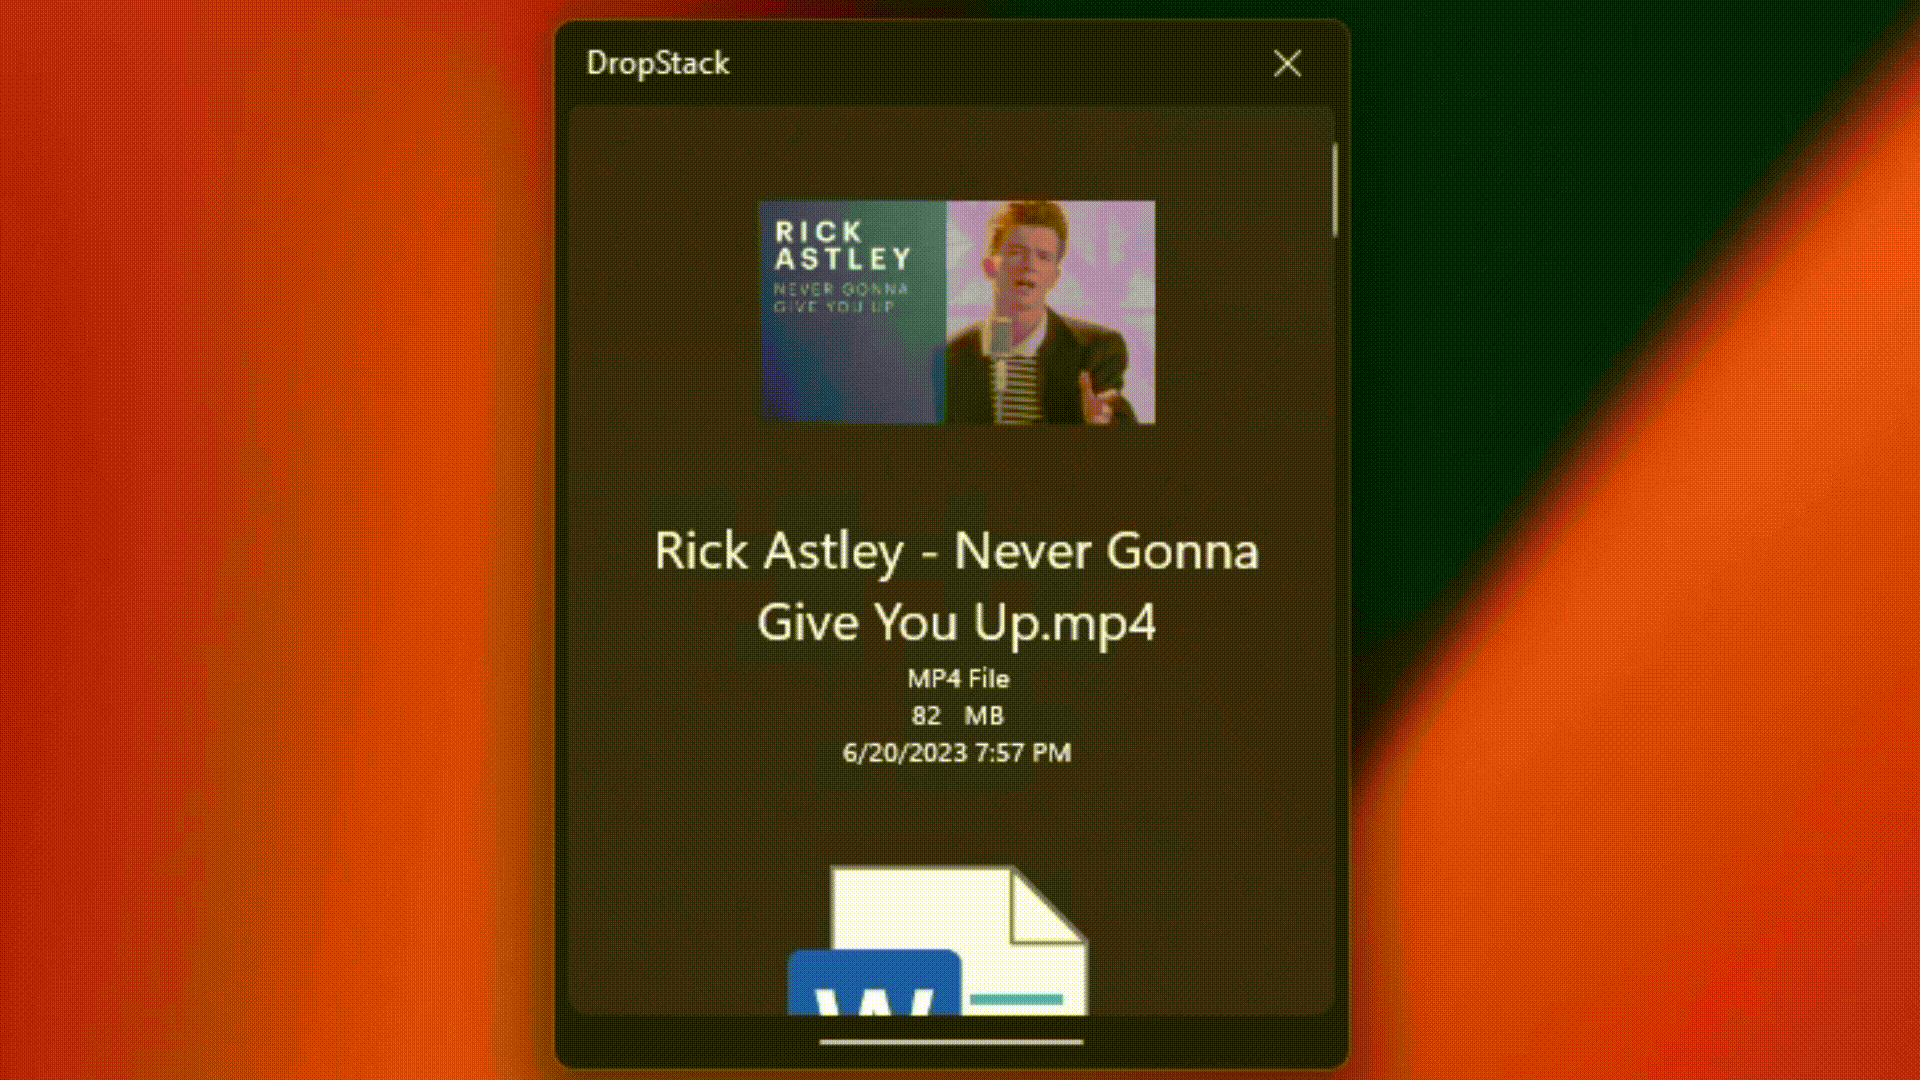 DropStack
RICK
ASTLEY
NEVER GONNA
GIVE YOU UP
Rick Astley - Never Gonna
Give You Up.mp4
MP4 File
82 MB
6/20/2023 7:57 PM
W